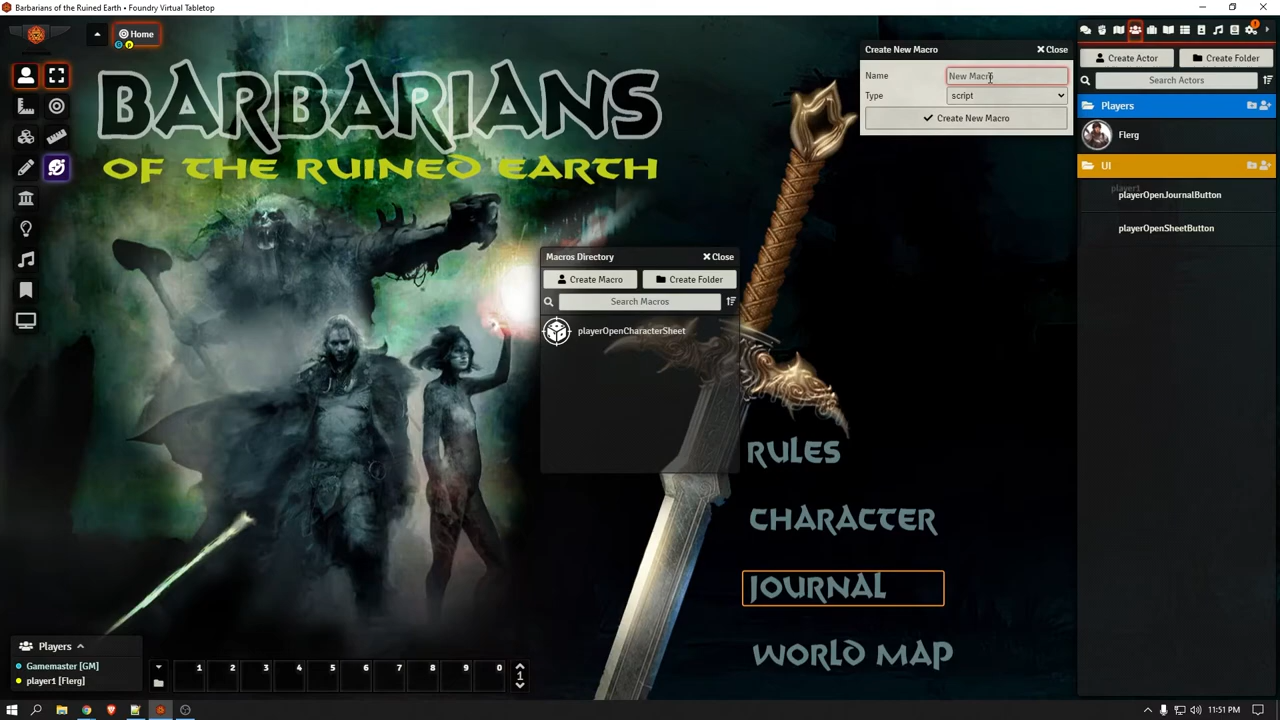 Barbarians of the Ruined Earth • Foundry Virtual Tabletop
Home
G P
BARBARIANS
OF THE RUINED EARTH
Create New Macro
Close
Name
New Macro
Type
script
Create New Macro
Create Actor
Create Folder
Search Actors
Players
Flerg
UI
player1
playerOpenJournalButton
playerOpenSheetButton
Macros Directory
Close
Create Macro
Create Folder
Search Macros
playerOpenCharacterSheet
RULES
CHARACTER
JOURNAL
WORLD MAP
Players
Gamemaster [GM]
player1 [Flerg]
1 2 3 4 5 6 7 8 9 0
1
11:51 PM